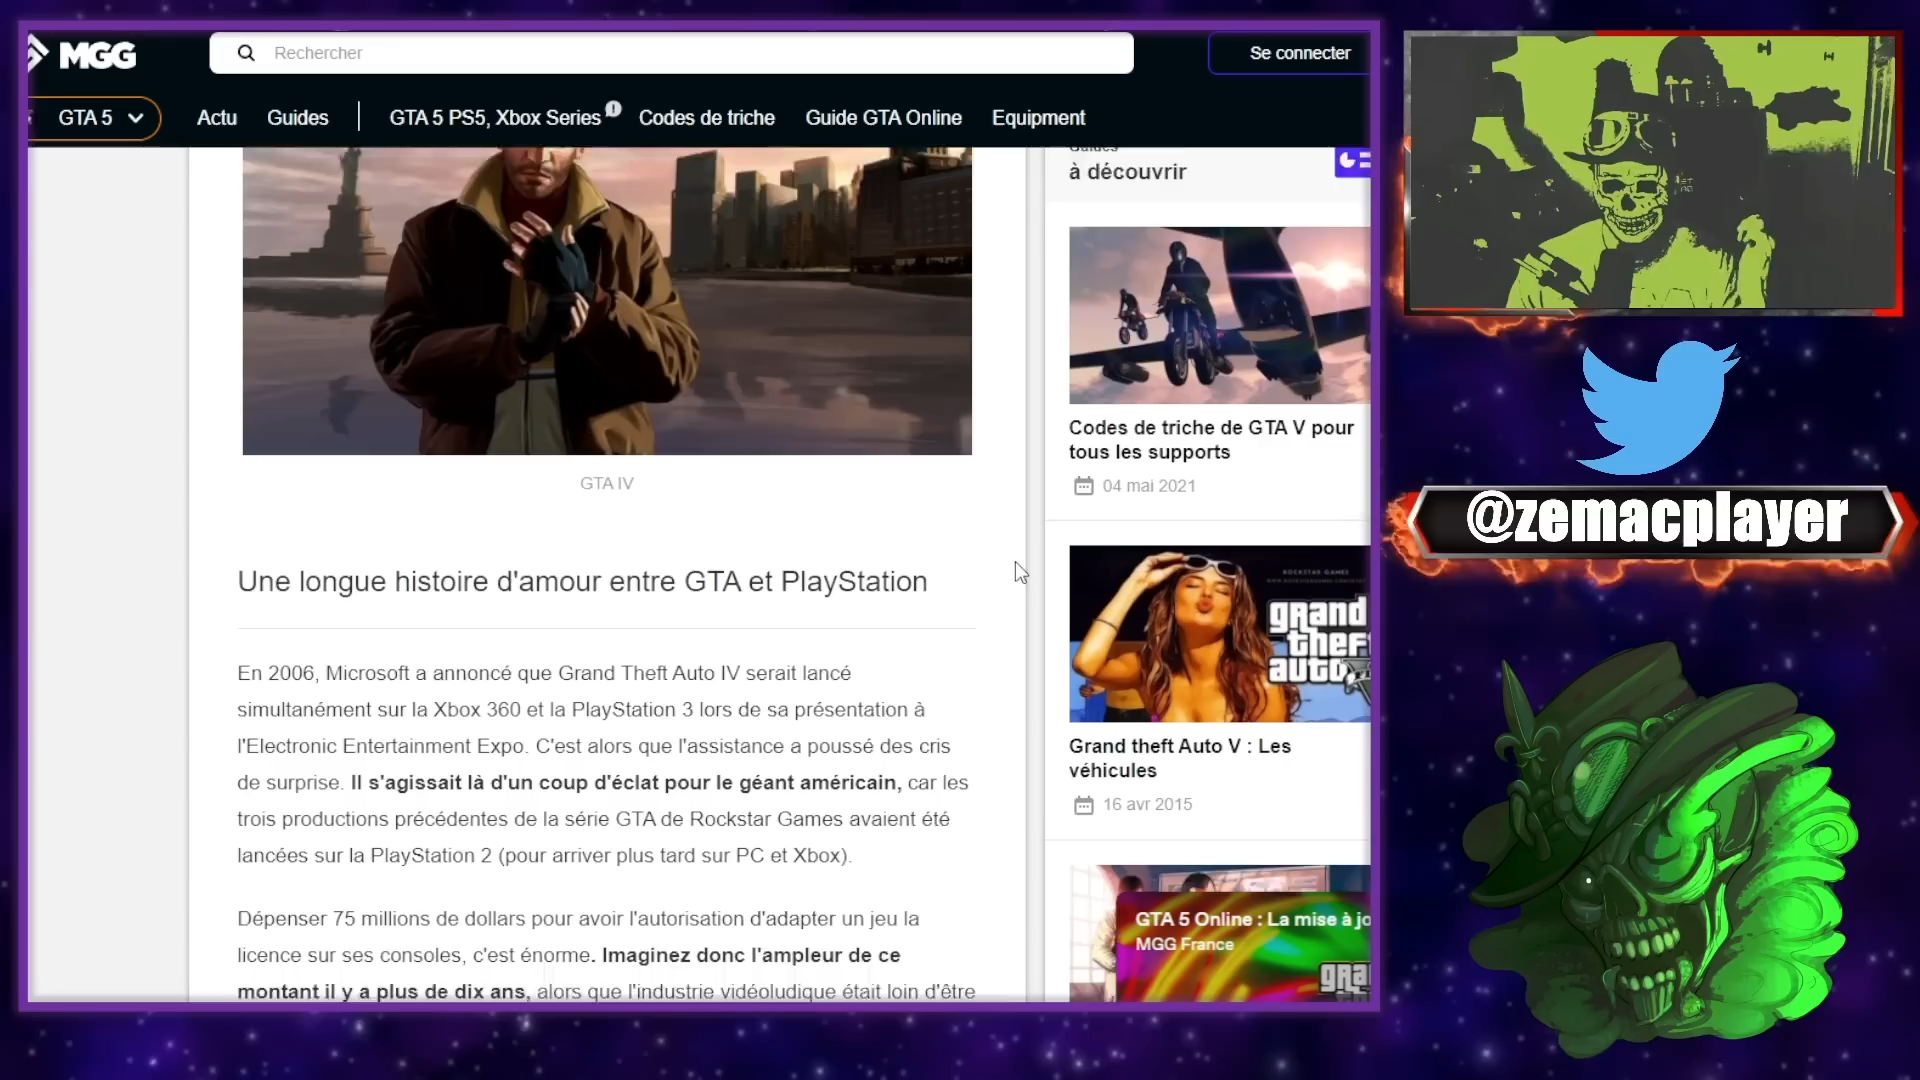 MGG
Rechercher
Se connecter
GTA 5
Actu
Guides
GTA 5 PS5, Xbox Series
Codes de triche
Guide GTA Online
Equipment
GTA IV
Une longue histoire d'amour entre GTA et PlayStation
En 2006, Microsoft a annoncé que Grand Theft Auto IV serait lancé
simultanément sur la Xbox 360 et la PlayStation 3 lors de sa présentation à
l'Electronic Entertainment Expo. C'est alors que l'assistance a poussé des cris
de surprise. Il s'agissait là d'un coup d'éclat pour le géant américain, car les
trois productions précédentes de la série GTA de Rockstar Games avaient été
lancées sur la PlayStation 2 (pour arriver plus tard sur PC et Xbox).
Dépenser 75 millions de dollars pour avoir l'autorisation d'adapter un jeu la
licence sur ses consoles, c'est énorme. Imaginez donc l'ampleur de ce
montant il y a plus de dix ans, alors que l'industrie vidéoludique était loin d'être
Guides
à découvrir
Codes de triche de GTA V pour
tous les supports
04 mai 2021
ROCKSTAR GAMES
grand
theft
auto
Grand theft Auto V : Les
véhicules
16 avr 2015
GTA 5 Online : La mise à jo
MGG France
@zemacplayer